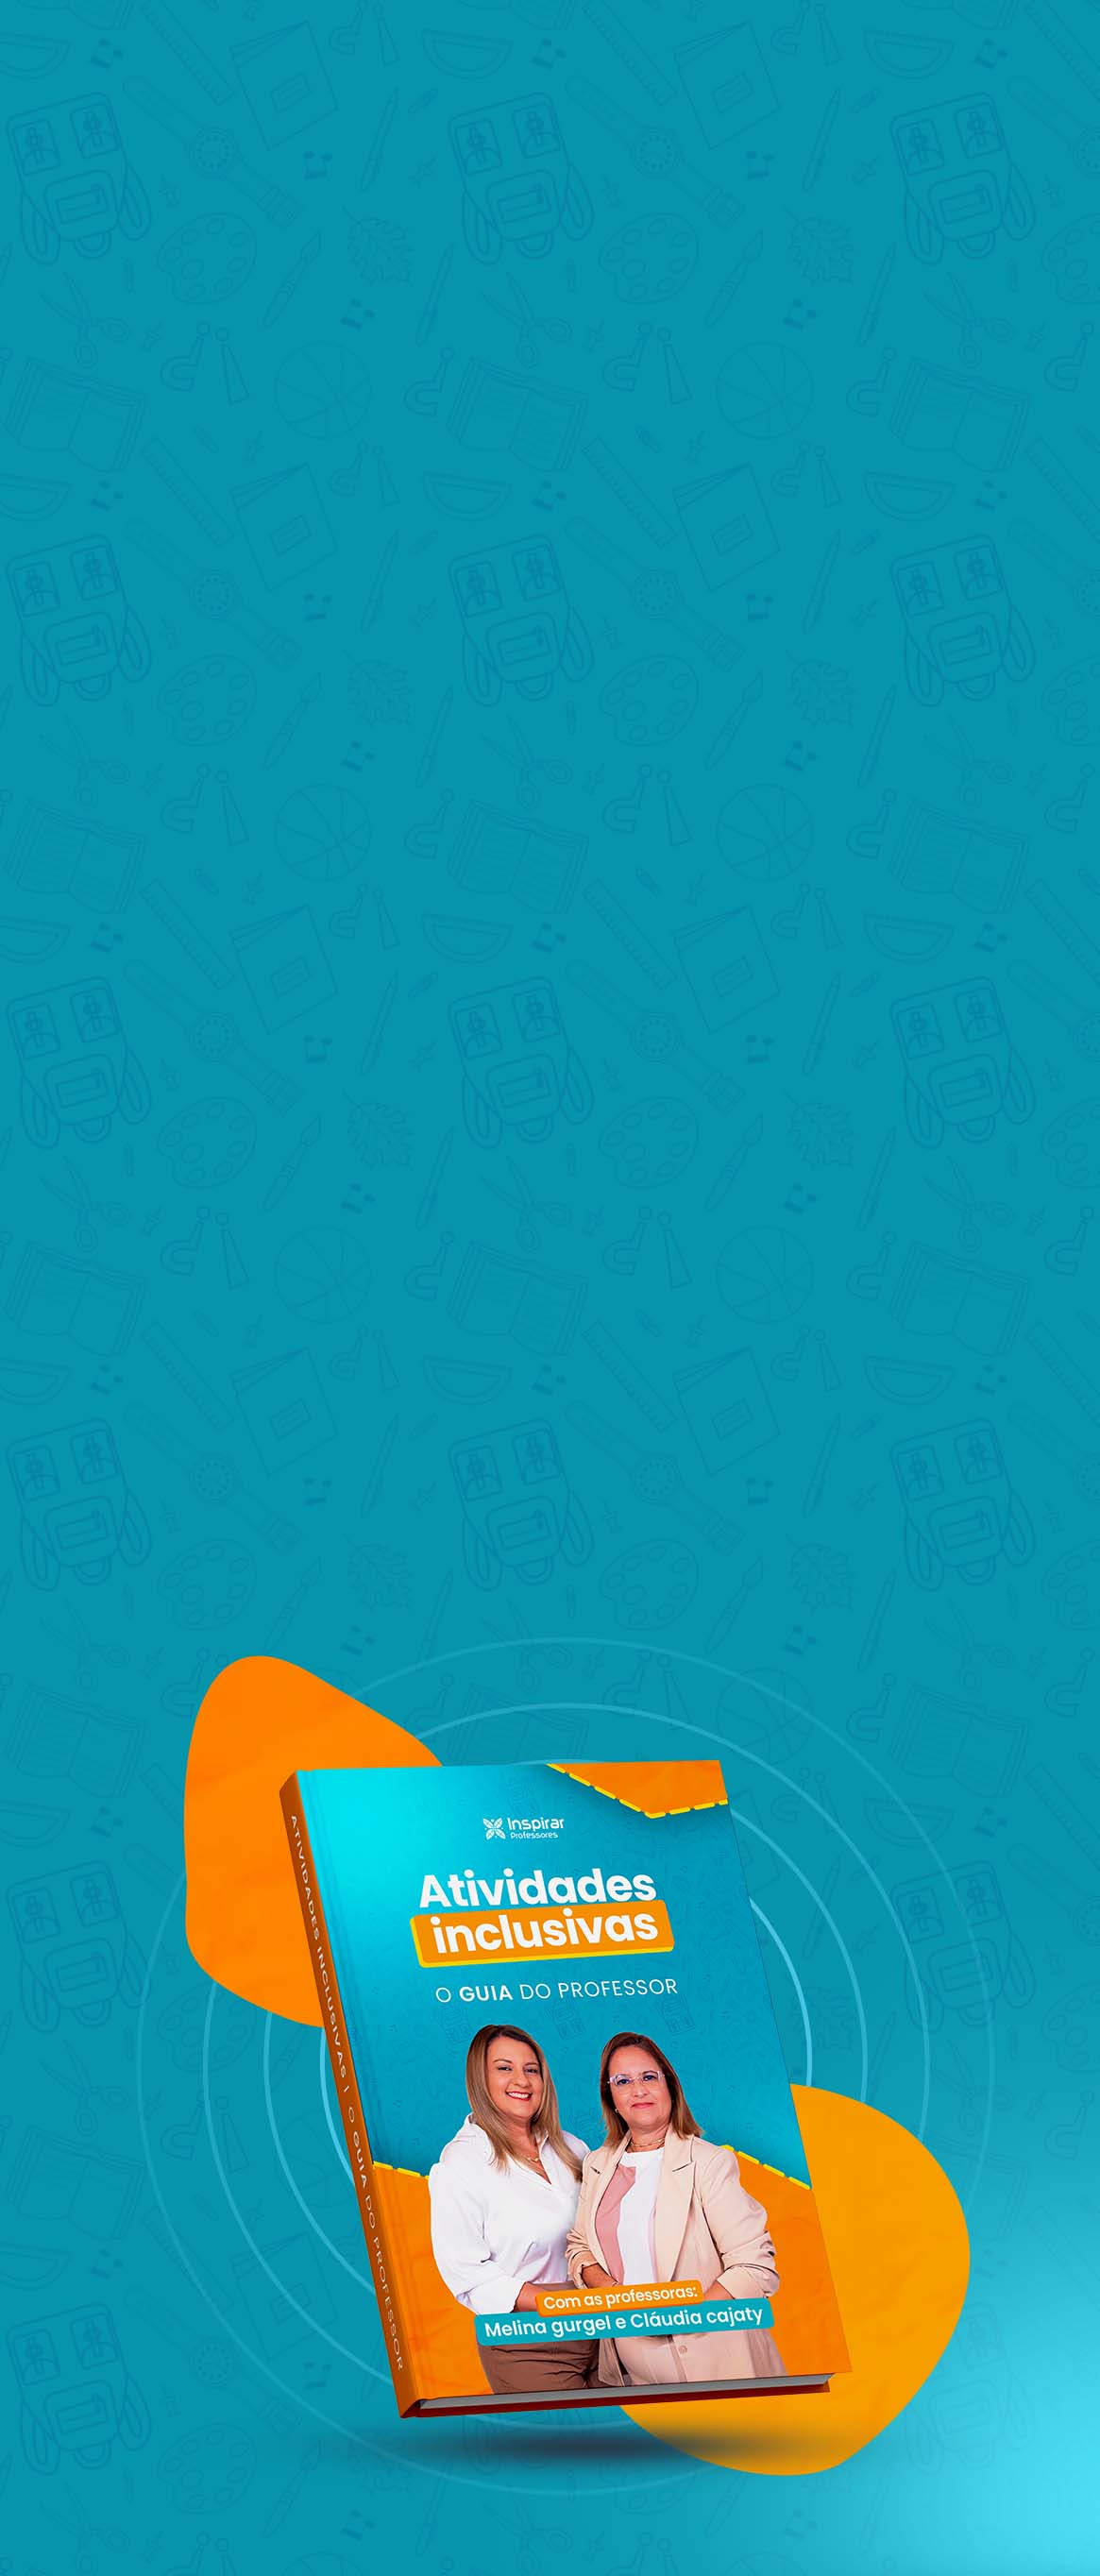 Inspirar
Professores
Atividades
inclusivas
O GUIA DO PROFESSOR
Com as professoras:
Melina gurgel e Cláudia cajaty
ATIVIDADES INCLUSIVAS | O GUIA DO PROFESSOR